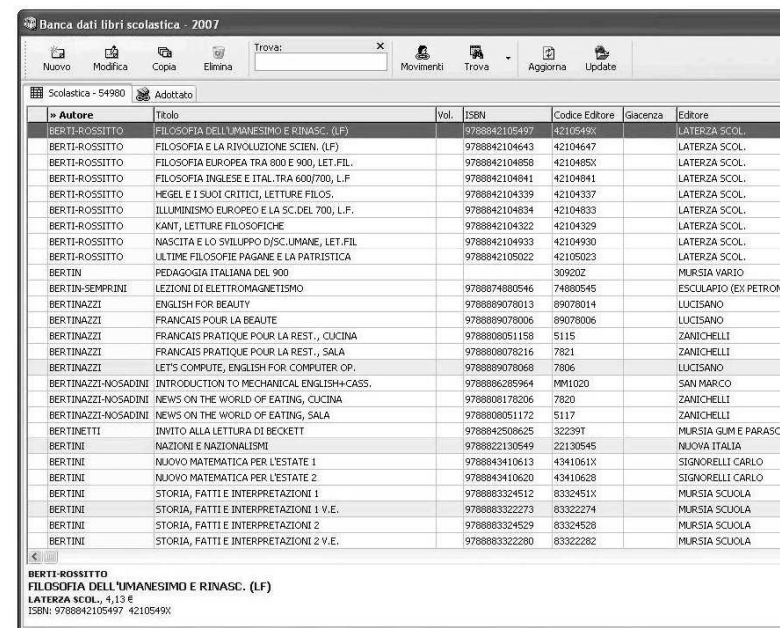 Banca dati libri scolastica - 2007
Nuovo Modifica Copia Elimina Trova: Movimenti Trova Aggiorna Update
Scolastica - 54980 Adottato
» Autore Titolo Vol. ISBN Codice Editore Giacenza Editore
BERTI-ROSSITTO FILOSOFIA DELL'UMANESIMO E RINASC. (LF) 9788842105497 4210549X LATERZA SCOL.
BERTI-ROSSITTO FILOSOFIA E LA RIVOLUZIONE SCIEN. (LF) 9788842104643 42104647 LATERZA SCOL.
BERTI-ROSSITTO FILOSOFIA EUROPEA TRA 800 E 900, LET.FIL. 9788842104858 4210485X LATERZA SCOL.
BERTI-ROSSITTO FILOSOFIA INGLESE E ITAL.TRA 600/700, L.F 9788842104841 42104841 LATERZA SCOL.
BERTI-ROSSITTO HEGEL E I SUOI CRITICI, LETTURE FILOS. 9788842104339 42104337 LATERZA SCOL.
BERTI-ROSSITTO ILLUMINISMO EUROPEO E LA SC.DEL 700, L.F. 9788842104834 42104833 LATERZA SCOL.
BERTI-ROSSITTO KANT, LETTURE FILOSOFICHE 9788842104322 42104329 LATERZA SCOL.
BERTI-ROSSITTO NASCITA E LO SVILUPPO D/SC.UMANE, LET.FIL 9788842104933 42104930 LATERZA SCOL.
BERTI-ROSSITTO ULTIME FILOSOFIE PAGANE E LA PATRISTICA 9788842105022 42105023 LATERZA SCOL.
BERTIN PEDAGOGIA ITALIANA DEL 900 30920Z MURSIA VARIO
BERTIN-SEMPRINI LEZIONI DI ELETTROMAGNETISMO 9788874880546 74880545 ESCULAPIO (EX PETRON
BERTINAZZI ENGLISH FOR BEAUTY 9788889078013 89078014 LUCISANO
BERTINAZZI FRANCAIS POUR LA BEAUTE 9788889078006 89078006 LUCISANO
BERTINAZZI FRANCAIS PRATIQUE POUR LA REST., CUCINA 9788808051158 5115 ZANICHELLI
BERTINAZZI FRANCAIS PRATIQUE POUR LA REST., SALA 9788808078216 7821 ZANICHELLI
BERTINAZZI LET'S COMPUTE, ENGLISH FOR COMPUTER OP. 9788889078068 7806 LUCISANO
BERTINAZZI-NOSADINI INTRODUCTION TO MECHANICAL ENGLISH+CASS. 9788886285964 MM1020 SAN MARCO
BERTINAZZI-NOSADINI NEWS ON THE WORLD OF EATING, CUCINA 9788808178206 7820 ZANICHELLI
BERTINAZZI-NOSADINI NEWS ON THE WORLD OF EATING, SALA 9788808051172 5117 ZANICHELLI
BERTINETTI INVITO ALLA LETTURA DI BECKETT 9788842508625 32239T MURSIA GUM E PARASC
BERTINI NAZIONI E NAZIONALISMI 9788822130549 22130545 NUOVA ITALIA
BERTINI NUOVO MATEMATICA PER L'ESTATE 1 9788843410613 4341061X SIGNORELLI CARLO
BERTINI NUOVO MATEMATICA PER L'ESTATE 2 9788843410620 43410628 SIGNORELLI CARLO
BERTINI STORIA, FATTI E INTERPRETAZIONI 1 9788883324512 8332451X MURSIA SCUOLA
BERTINI STORIA, FATTI E INTERPRETAZIONI 1 V.E. 9788883322273 83322274 MURSIA SCUOLA
BERTINI STORIA, FATTI E INTERPRETAZIONI 2 9788883324529 83324528 MURSIA SCUOLA
BERTINI STORIA, FATTI E INTERPRETAZIONI 2 V.E. 9788883322280 83322282 MURSIA SCUOLA
BERTI-ROSSITTO
FILOSOFIA DELL'UMANESIMO E RINASC. (LF)
LATERZA SCOL., 4,13 €
ISBN: 9788842105497 4210549X